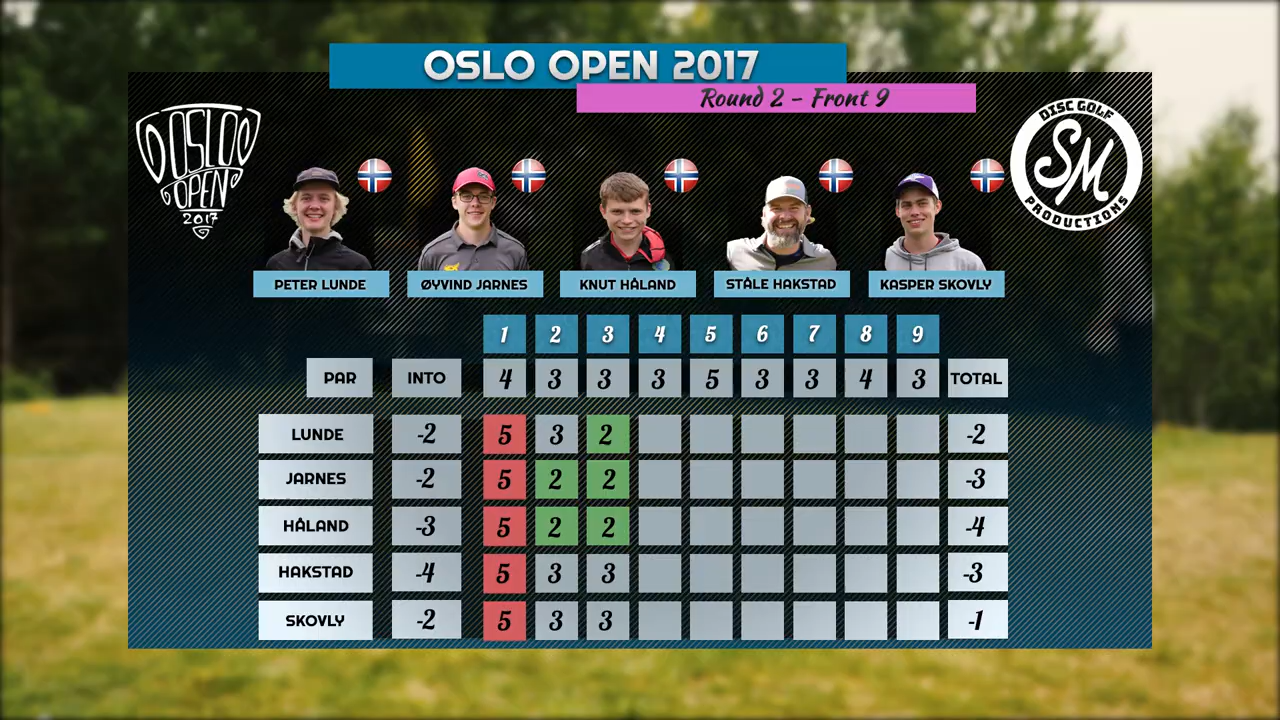 OSLO OPEN 2017
Round 2 - Front 9
OSLO
OPEN
2017
DISC GOLF
SM
PRODUCTIONS
PETER LUNDE ØYVIND JARNES KNUT HÅLAND STÅLE HAKSTAD KASPER SKOVLY
1 2 3 4 5 6 7 8 9
PAR INTO 4 3 3 3 5 3 3 4 3 TOTAL
LUNDE -2 5 3 2 -2
JARNES -2 5 2 2 -3
HÅLAND -3 5 2 2 -4
HAKSTAD -4 5 3 3 -3
SKOVLY -2 5 3 3 -1